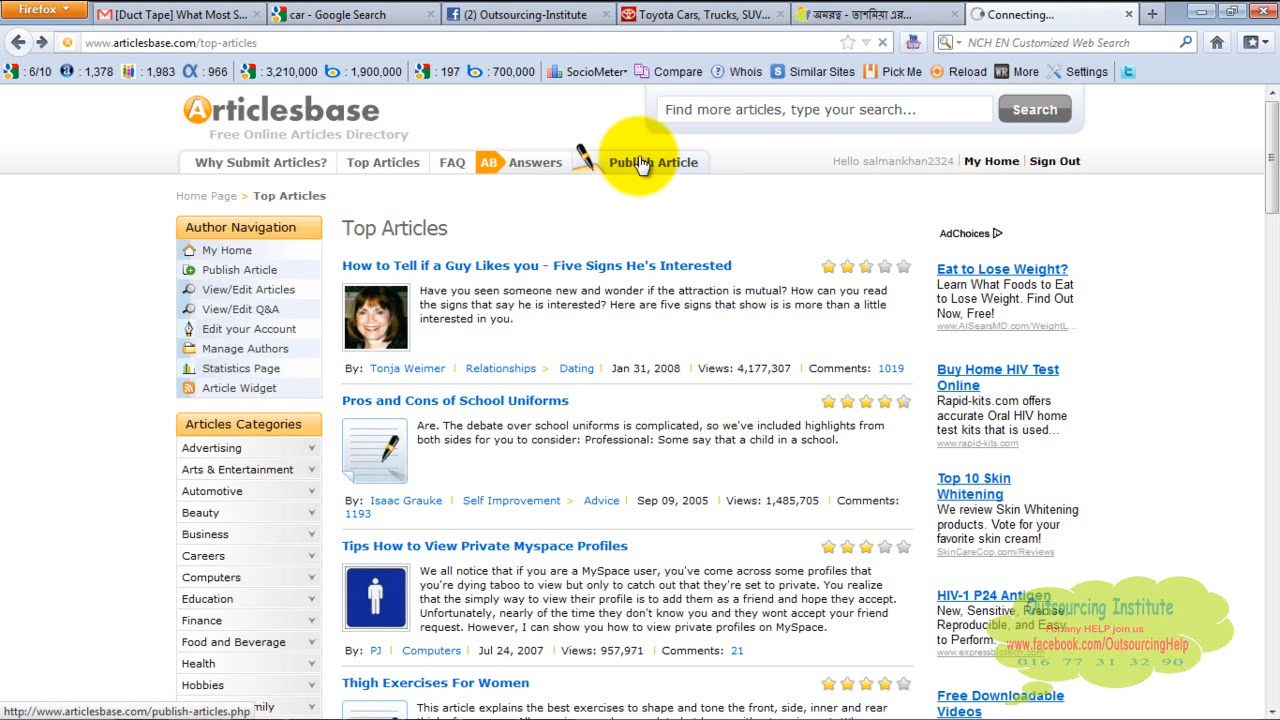 Firefox
[Duct Tape] What Most S...
car - Google Search
(2) Outsourcing-Institute
Toyota Cars, Trucks, SUV...
Connecting...
www.articlesbase.com/top-articles
NCH EN Customized Web Search
: 6/10 : 1,378 : 1,983 : 966 : 3,210,000 : 1,900,000 : 197 : 700,000 SocioMeter Compare Whois Similar Sites Pick Me Reload More Settings
Articlesbase
Free Online Articles Directory
Find more articles, type your search...
Search
Why Submit Articles? Top Articles FAQ AB Answers Publish Article
Hello salmankhan2324 My Home Sign Out
Home Page > Top Articles
Author Navigation
My Home
Publish Article
View/Edit Articles
View/Edit Q&A
Edit your Account
Manage Authors
Statistics Page
Article Widget
Articles Categories
Advertising
Arts & Entertainment
Automotive
Beauty
Business
Careers
Computers
Education
Finance
Food and Beverage
Health
Hobbies
Top Articles
How to Tell if a Guy Likes you - Five Signs He's Interested
Have you seen someone new and wonder if the attraction is mutual? How can you read
the signs that say he is interested? Here are five signs that show is is more than a little
interested in you.
By: Tonja Weimer Relationships > Dating Jan 31, 2008 Views: 4,177,307 Comments: 1019
Pros and Cons of School Uniforms
Are. The debate over school uniforms is complicated, so we've included highlights from
both sides for you to consider: Professional: Some say that a child in a school.
By: Isaac Grauke Self Improvement > Advice Sep 09, 2005 Views: 1,485,705 Comments:
1193
Tips How to View Private Myspace Profiles
We all notice that if you are a MySpace user, you've come across some profiles that
you're dying taboo to view but only to catch out that they're set to private. You realize
that the simply way to view their profile is to add them as a friend and hope they accept.
Unfortunately, nearly of the time they don't know you and they wont accept your friend
request. However, I can show you how to view private profiles on MySpace.
By: PJ Computers Jul 24, 2007 Views: 957,971 Comments: 21
Thigh Exercises For Women
This article explains the best exercises to shape and tone the front, side, inner and rear
AdChoices
Eat to Lose Weight?
Learn What Foods to Eat
to Lose Weight. Find Out
Now, Free!
www.AISearsMD.com/WeightL...
Buy Home HIV Test
Online
Rapid-kits.com offers
accurate Oral HIV home
test kits that is used...
www.rapid-kits.com
Top 10 Skin
Whitening
We review Skin Whitening
products. Vote for your
favorite skin cream!
SkinCareCop.com/Reviews
HIV-1 P24 Antigen
New, Sensitive, Precise,
Reproducible, and Easy
to Perform.
Free Downloadable
Videos
Outsourcing Institute
For any HELP join us
www.facebook.com/OutsourcingHelp
016 77 31 32 90
http://www.articlesbase.com/publish-articles.php